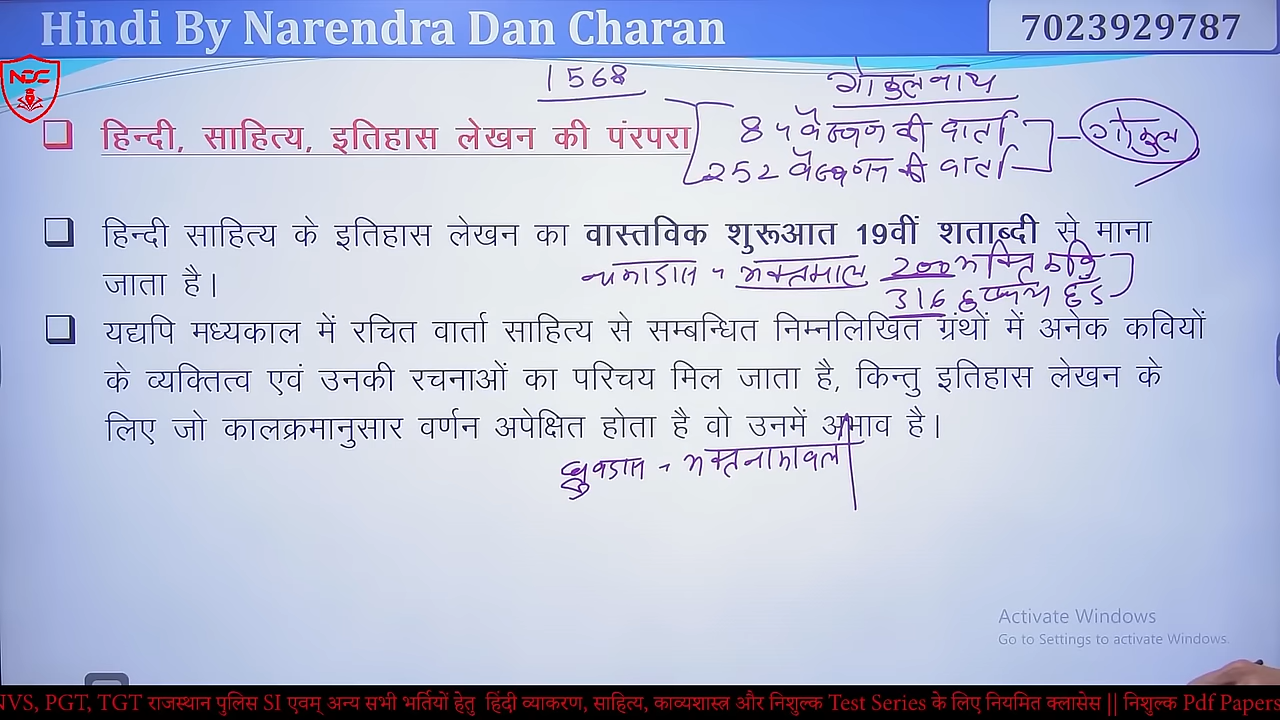 Hindi By Narendra Dan Charan
7023929787
NDC
1568
गोकुलनाथ
❑ हिन्दी, साहित्य, इतिहास लेखन की पंरपरा
84 वैष्णवन की वार्ता
252 वैष्णवन की वार्ता
गोकुल
❑ हिन्दी साहित्य के इतिहास लेखन का वास्तविक शुरूआत 19वीं शताब्दी से माना
जाता है।
नाभादास - भक्तमाल 200 भक्ति कवि
316 छप्पय छंद
❑ यद्यपि मध्यकाल में रचित वार्ता साहित्य से सम्बन्धित निम्नलिखित ग्रंथों में अनेक कवियों
के व्यक्तित्व एवं उनकी रचनाओं का परिचय मिल जाता है, किन्तु इतिहास लेखन के
लिए जो कालक्रमानुसार वर्णन अपेक्षित होता है वो उनमें अभाव है।
ध्रुवदास - भक्तनामावली
Activate Windows
Go to Settings to activate Windows.
NVS, PGT, TGT राजस्थान पुलिस SI एवम् अन्य सभी भर्तियों हेतु हिंदी व्याकरण, साहित्य, काव्यशास्त्र और निशुल्क Test Series के लिए नियमित क्लासेस || निशुल्क Pdf Papers